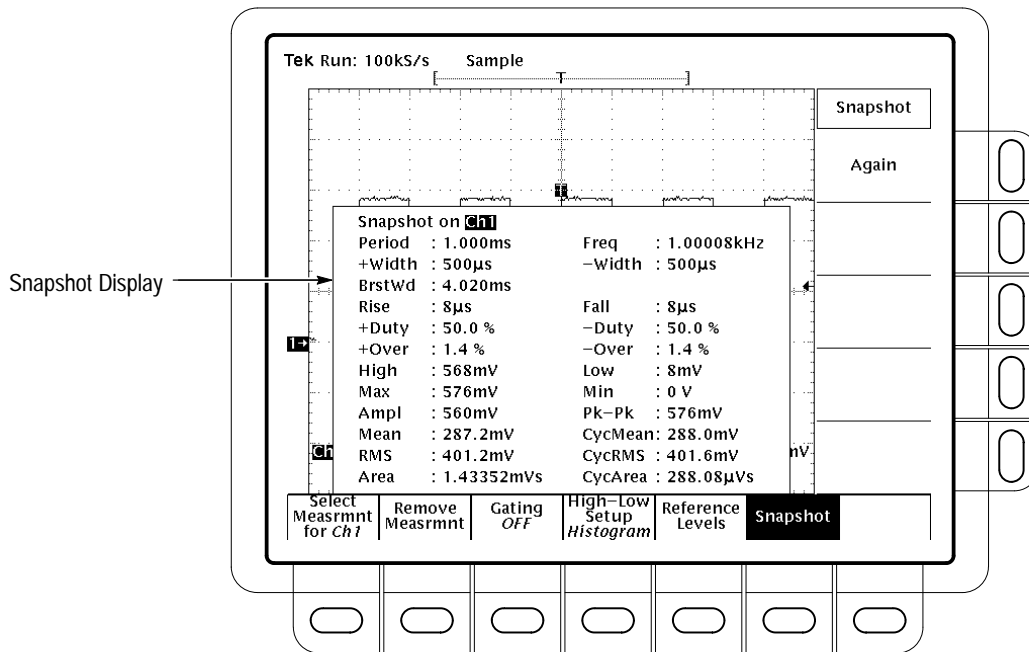 Tek Run: 100kS/s Sample
[ T ]
Snapshot
Again
T
Snapshot on Ch1
Period : 1.000ms Freq : 1.00008kHz
+Width : 500µs −Width : 500µs
Snapshot Display
BrstWd : 4.020ms
Rise : 8µs Fall : 8µs
+Duty : 50.0 % −Duty : 50.0 %
1→
+Over : 1.4 % −Over : 1.4 %
High : 568mV Low : 8mV
Max : 576mV Min : 0 V
Ampl : 560mV Pk−Pk : 576mV
Mean : 287.2mV CycMean: 288.0mV
Ch nV
RMS : 401.2mV CycRMS : 401.6mV
Area : 1.43352mVs CycArea : 288.08µVs
Select
Measrmnt
for Ch1
Remove
Measrmnt
Gating
OFF
High−Low
Setup
Histogram
Reference
Levels
Snapshot